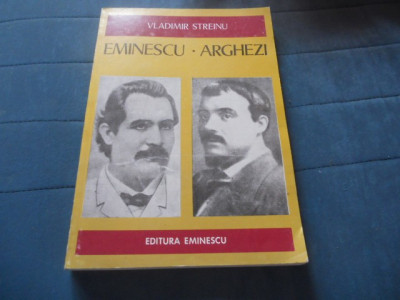 VLADIMIR STREINU
EMINESCU · ARGHEZI
EDITURA EMINESCU